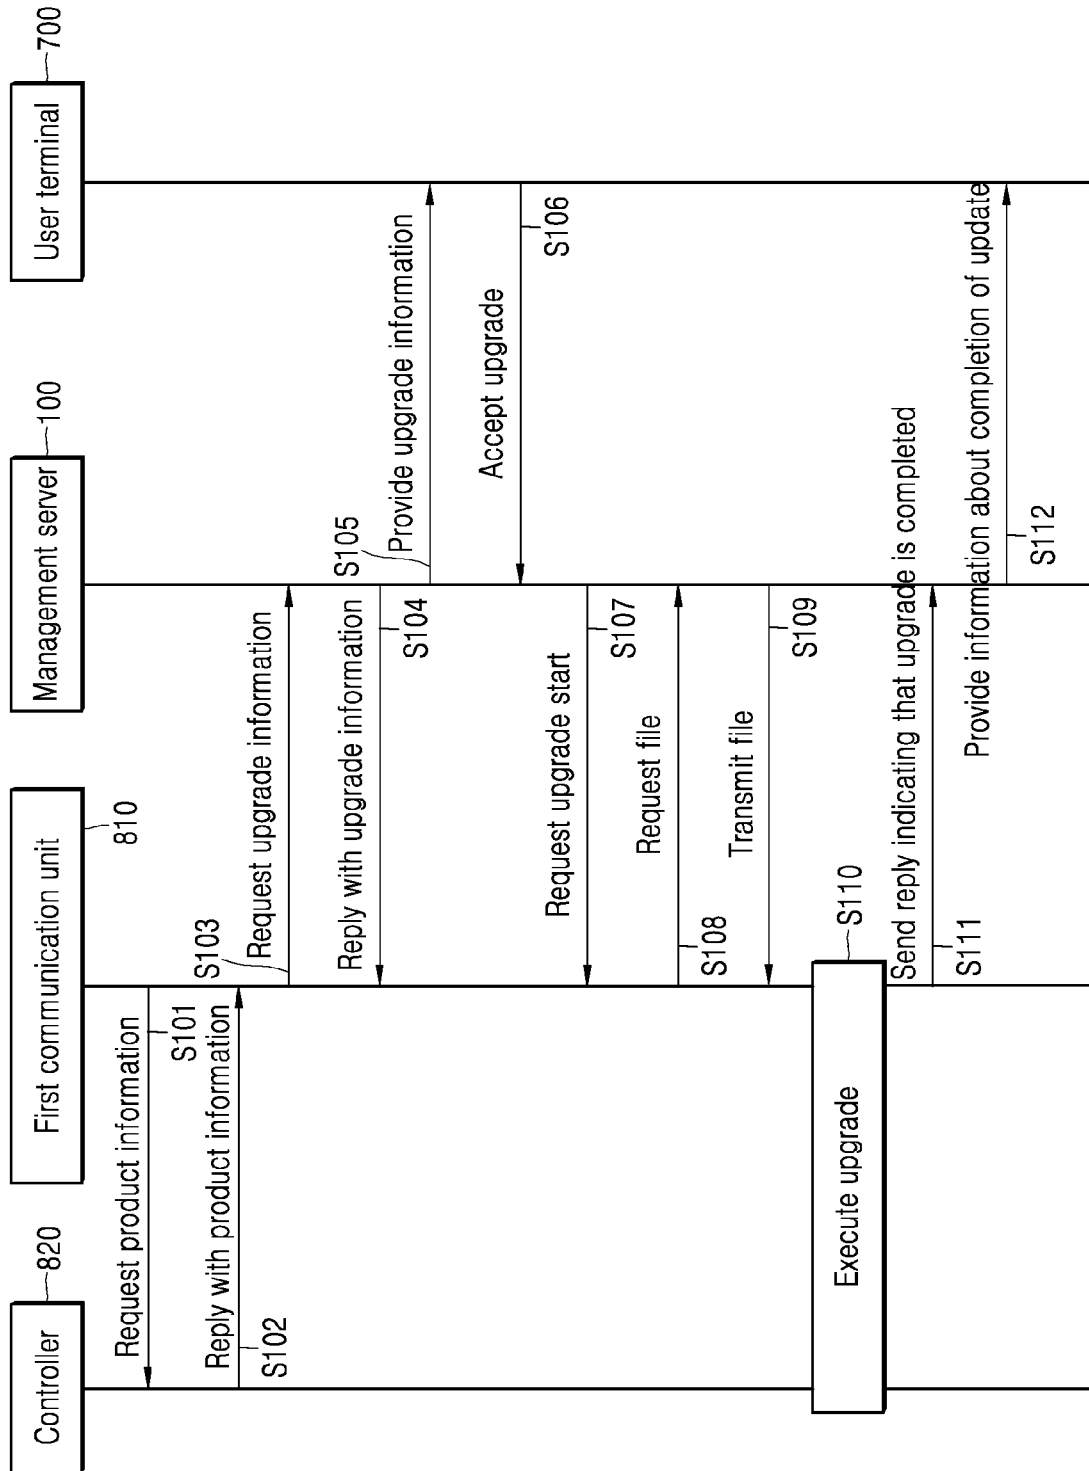 Controller
820
First communication unit
810
Management server
100
User terminal
700
Request product information
S101
Reply with product information
S102
S103
Request upgrade information
Reply with upgrade information
S104
S105
Provide upgrade information
Accept upgrade
S106
Request upgrade start
S107
Request file
S108
Transmit file
S109
Execute upgrade
S110
Send reply indicating that upgrade is completed
S111
Provide information about completion of update
S112